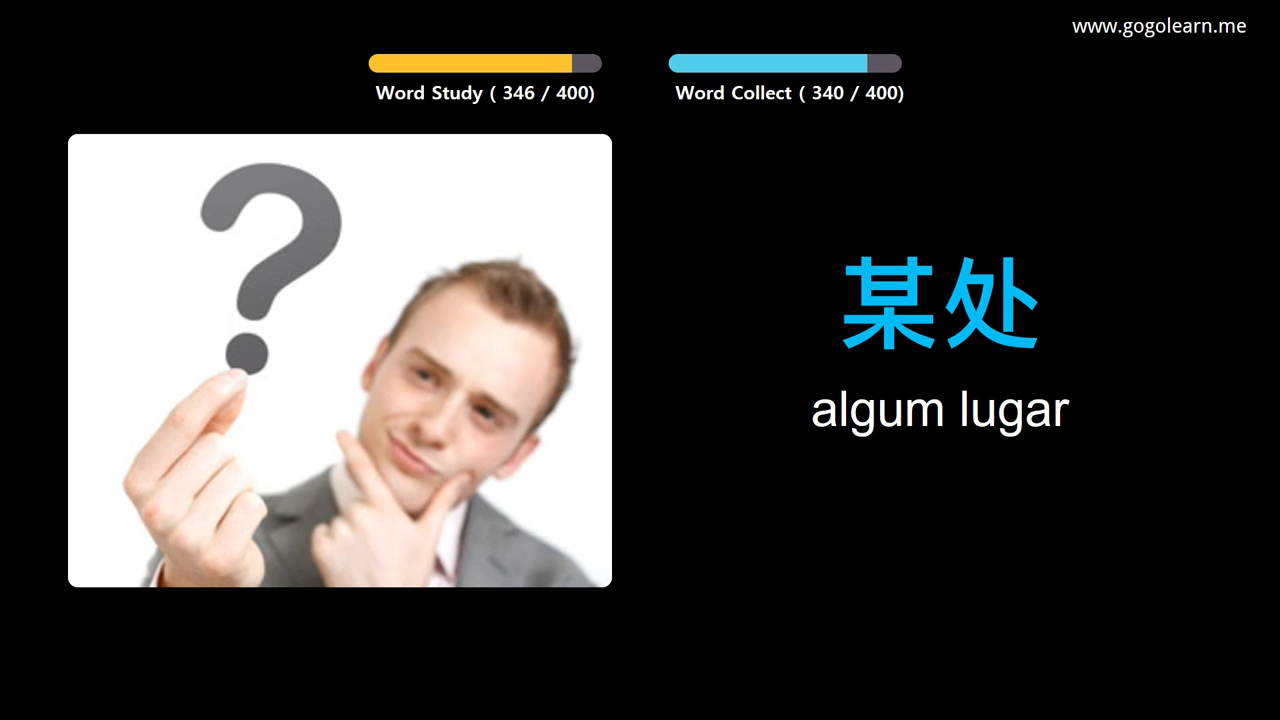 www.gogolearn.me
Word Study ( 346 / 400)
Word Collect ( 340 / 400)
?
某处
algum lugar